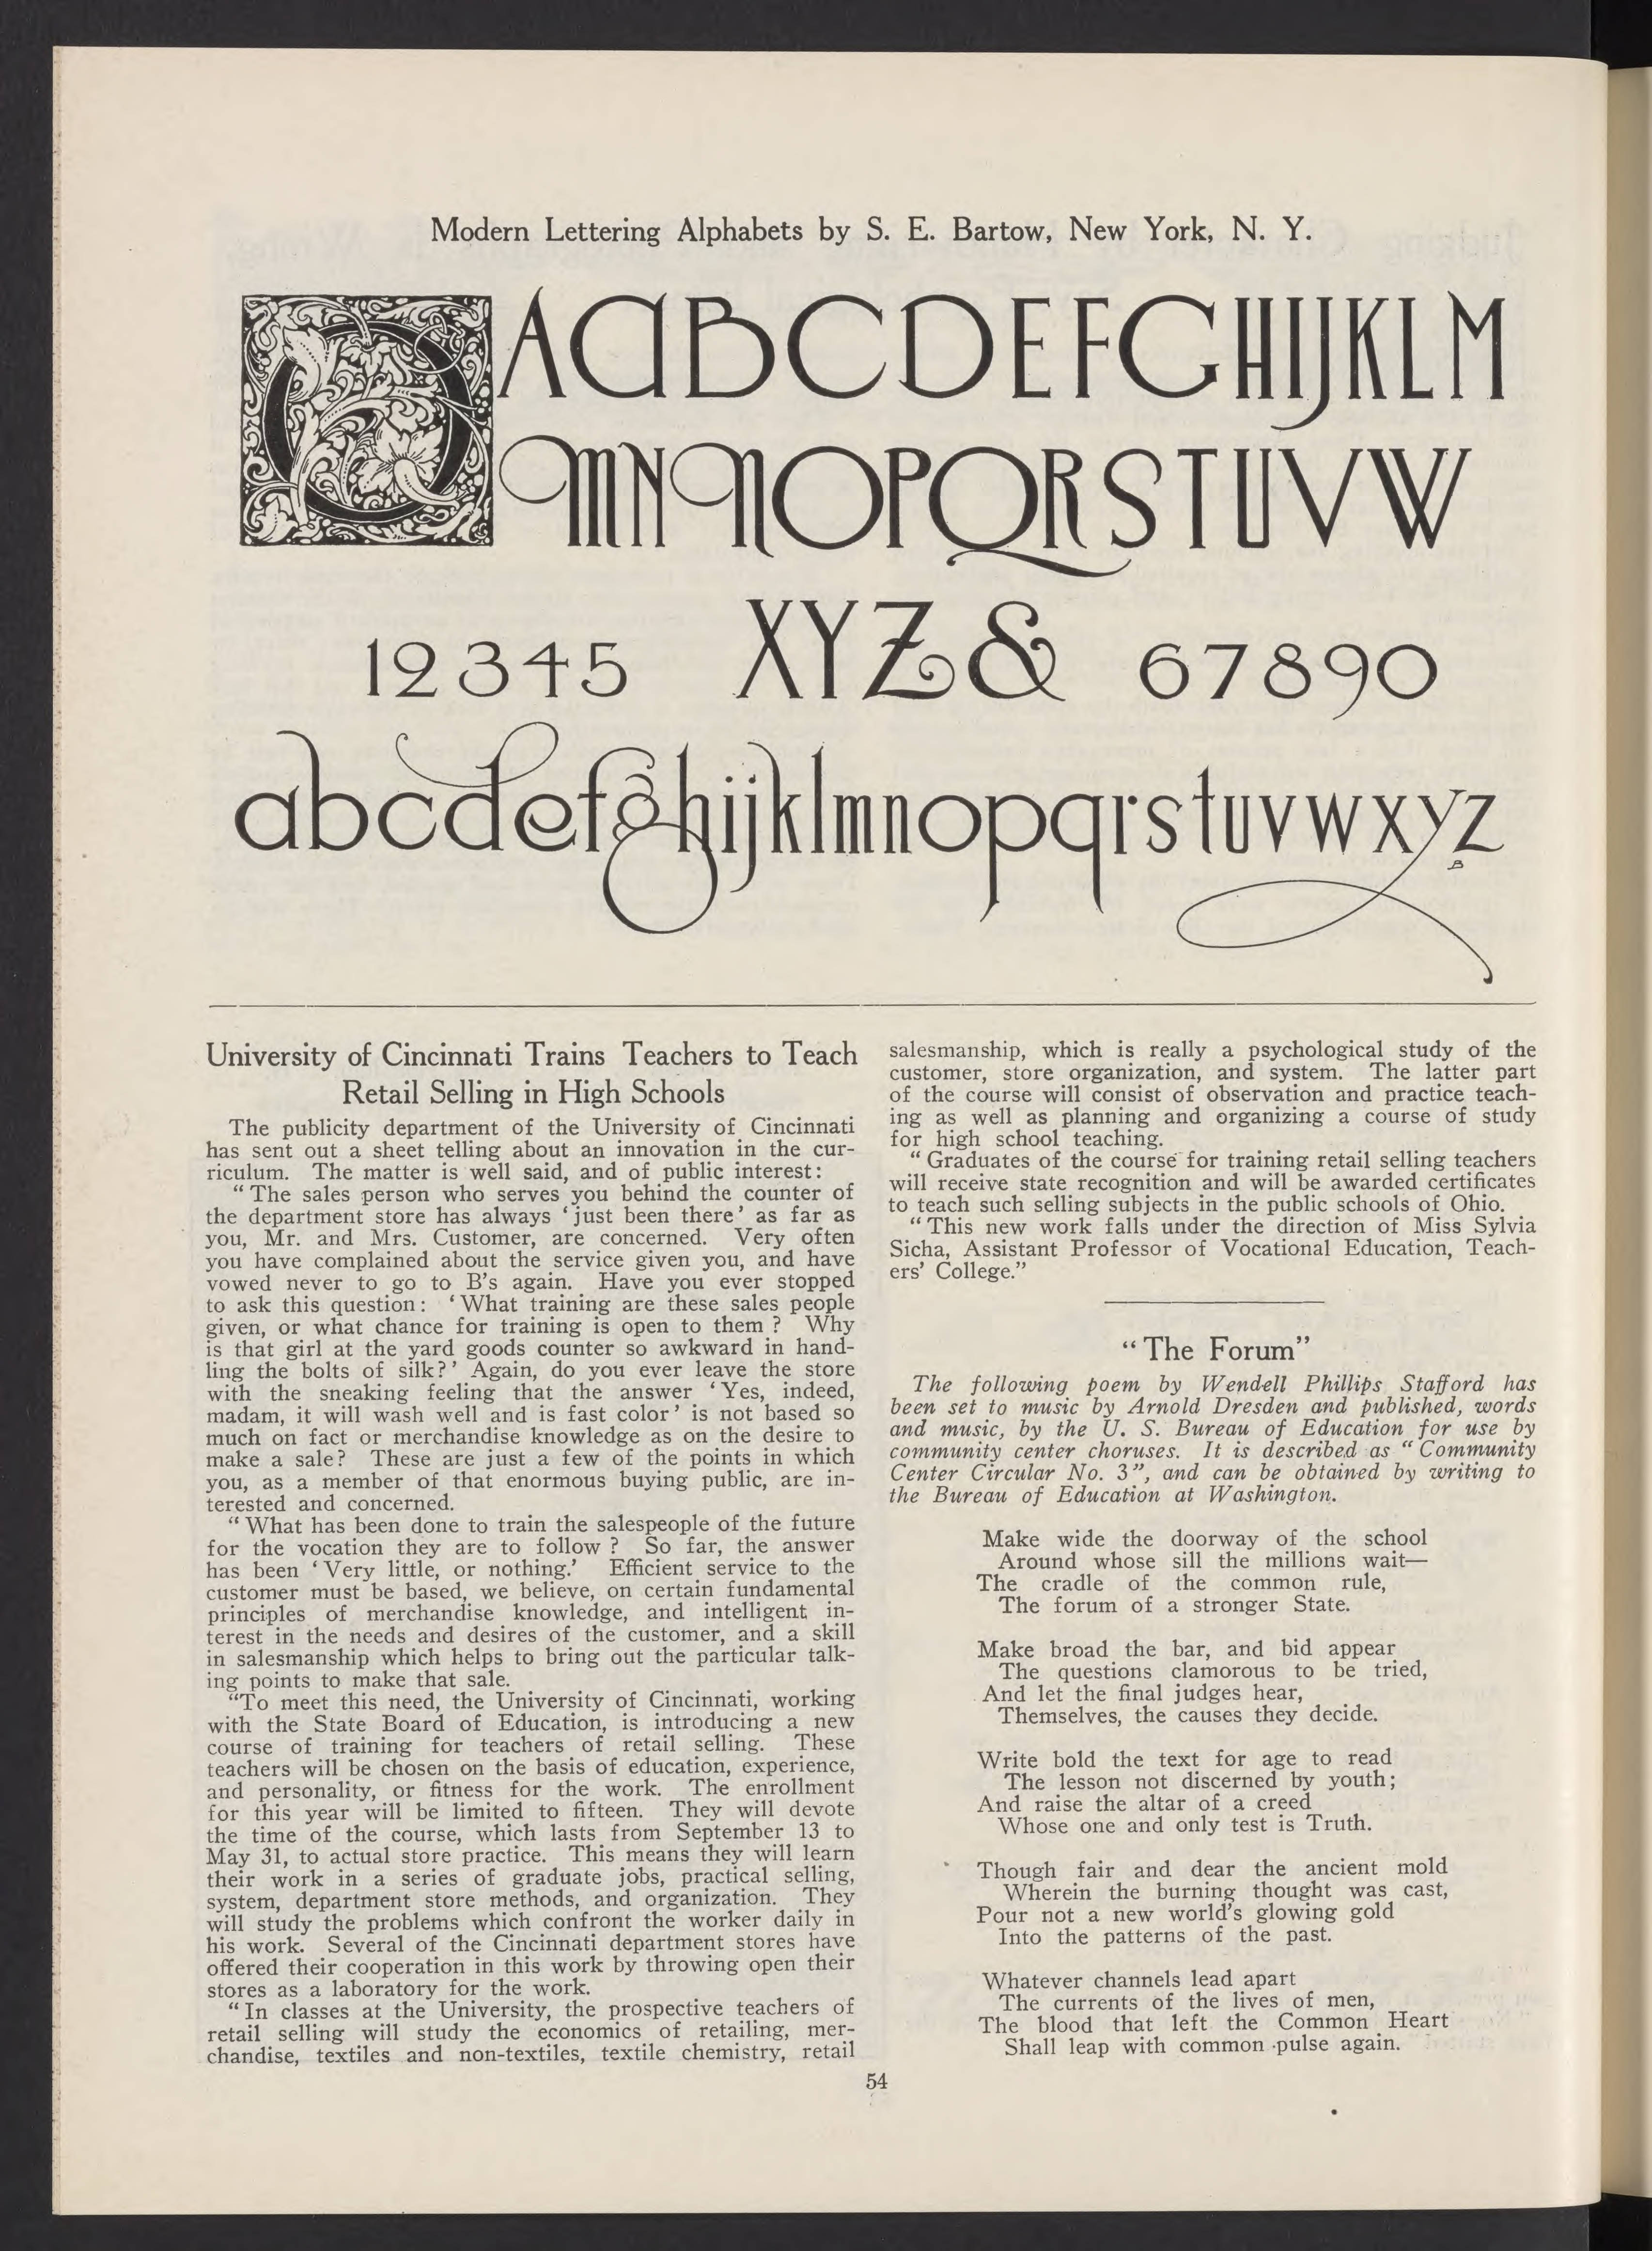 Modern Lettering Alphabets by S. E. Bartow, New York, N. Y.
O AABCDEFGHIJKLM
MNNOPQRSTUVW
12345 XYZ& 67890
abcdefghijklmnopqrstuvwxyz
B
University of Cincinnati Trains Teachers to Teach
Retail Selling in High Schools
The publicity department of the University of Cincinnati
has sent out a sheet telling about an innovation in the cur-
riculum. The matter is well said, and of public interest:
“The sales person who serves you behind the counter of
the department store has always ‘just been there’ as far as
you, Mr. and Mrs. Customer, are concerned. Very often
you have complained about the service given you, and have
vowed never to go to B’s again. Have you ever stopped
to ask this question: ‘What training are these sales people
given, or what chance for training is open to them? Why
is that girl at the yard goods counter so awkward in hand-
ling the bolts of silk?’ Again, do you ever leave the store
with the sneaking feeling that the answer ‘Yes, indeed,
madam, it will wash well and is fast color’ is not based so
much on fact or merchandise knowledge as on the desire to
make a sale? These are just a few of the points in which
you, as a member of that enormous buying public, are in-
terested and concerned.
“What has been done to train the salespeople of the future
for the vocation they are to follow? So far, the answer
has been ‘Very little, or nothing.’ Efficient service to the
customer must be based, we believe, on certain fundamental
principles of merchandise knowledge, and intelligent in-
terest in the needs and desires of the customer, and a skill
in salesmanship which helps to bring out the particular talk-
ing points to make that sale.
“To meet this need, the University of Cincinnati, working
with the State Board of Education, is introducing a new
course of training for teachers of retail selling. These
teachers will be chosen on the basis of education, experience,
and personality, or fitness for the work. The enrollment
for this year will be limited to fifteen. They will devote
the time of the course, which lasts from September 13 to
May 31, to actual store practice. This means they will learn
their work in a series of graduate jobs, practical selling,
system, department store methods, and organization. They
will study the problems which confront the worker daily in
his work. Several of the Cincinnati department stores have
offered their cooperation in this work by throwing open their
stores as a laboratory for the work.
“In classes at the University, the prospective teachers of
retail selling will study the economics of retailing, mer-
chandise, textiles and non-textiles, textile chemistry, retail
salesmanship, which is really a psychological study of the
customer, store organization, and system. The latter part
of the course will consist of observation and practice teach-
ing as well as planning and organizing a course of study
for high school teaching.
“Graduates of the course for training retail selling teachers
will receive state recognition and will be awarded certificates
to teach such selling subjects in the public schools of Ohio.
“This new work falls under the direction of Miss Sylvia
Sicha, Assistant Professor of Vocational Education, Teach-
ers’ College.”
“The Forum”
The following poem by Wendell Phillips Stafford has
been set to music by Arnold Dresden and published, words
and music, by the U. S. Bureau of Education for use by
community center choruses. It is described as “Community
Center Circular No. 3”, and can be obtained by writing to
the Bureau of Education at Washington.
Make wide the doorway of the school
Around whose sill the millions wait—
The cradle of the common rule,
The forum of a stronger State.
Make broad the bar, and bid appear
The questions clamorous to be tried,
And let the final judges hear,
Themselves, the causes they decide.
Write bold the text for age to read
The lesson not discerned by youth;
And raise the altar of a creed
Whose one and only test is Truth.
Though fair and dear the ancient mold
Wherein the burning thought was cast,
Pour not a new world’s glowing gold
Into the patterns of the past.
Whatever channels lead apart
The currents of the lives of men,
The blood that left the Common Heart
Shall leap with common pulse again.
54